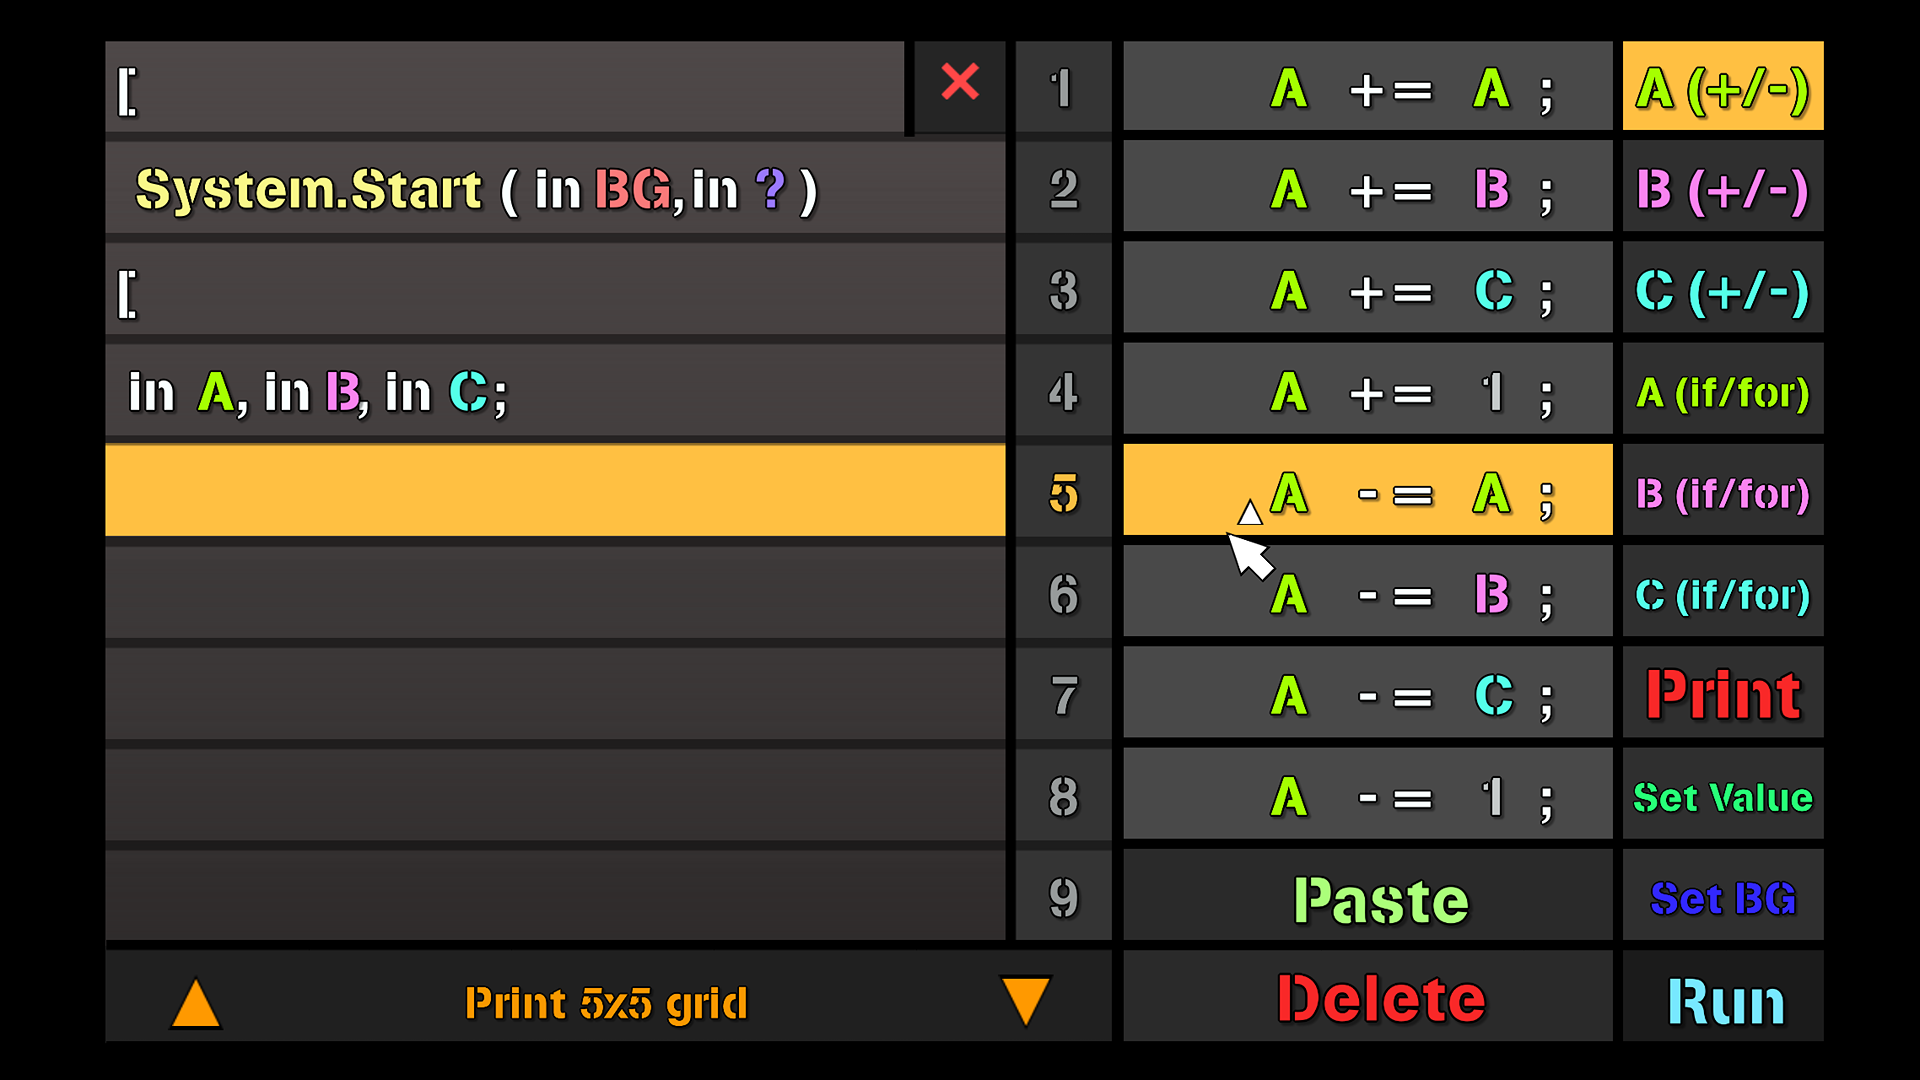 [
System.Start ( in BG, in ? )
[
in A, in B, in C;
1
2
3
4
5
6
7
8
9
Print 5x5 grid
A += A ;
A += B ;
A += C ;
A += 1 ;
A -= A ;
A -= B ;
A -= C ;
A -= 1 ;
Paste
Delete
A (+/-)
B (+/-)
C (+/-)
A (if/for)
B (if/for)
C (if/for)
Print
Set Value
Set BG
Run